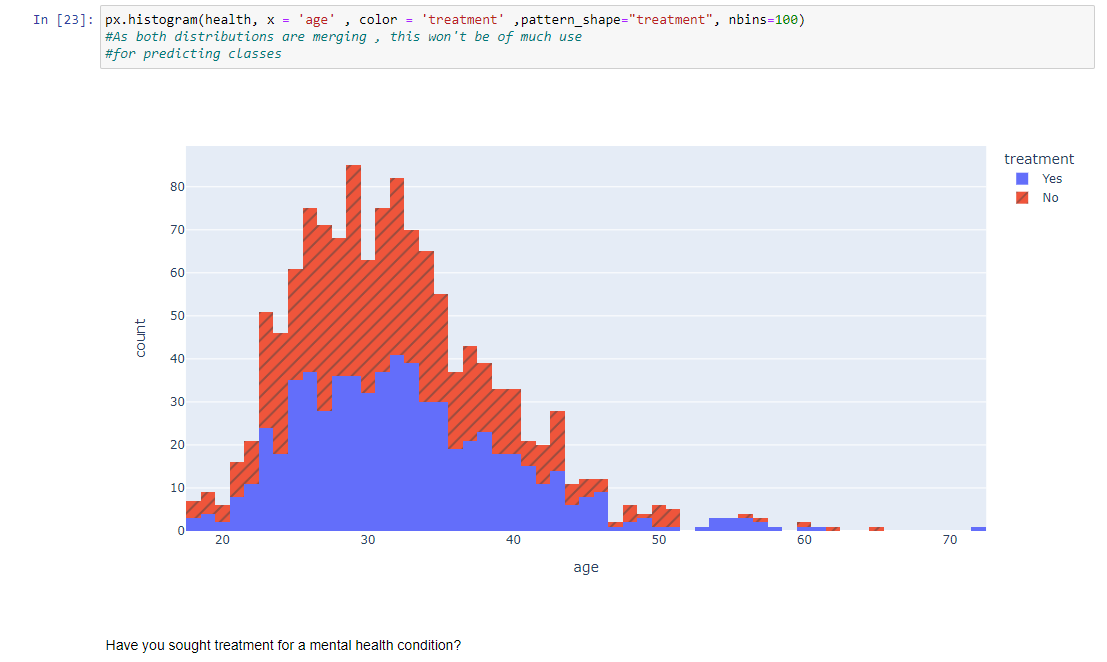 In [23]: px.histogram(health, x = 'age' , color = 'treatment' ,pattern_shape="treatment", nbins=100)
#As both distributions are merging , this won't be of much use
#for predicting classes
treatment
Yes
No
80
70
60
50
40
30
20
10
0
count
20 30 40 50 60 70
age
Have you sought treatment for a mental health condition?